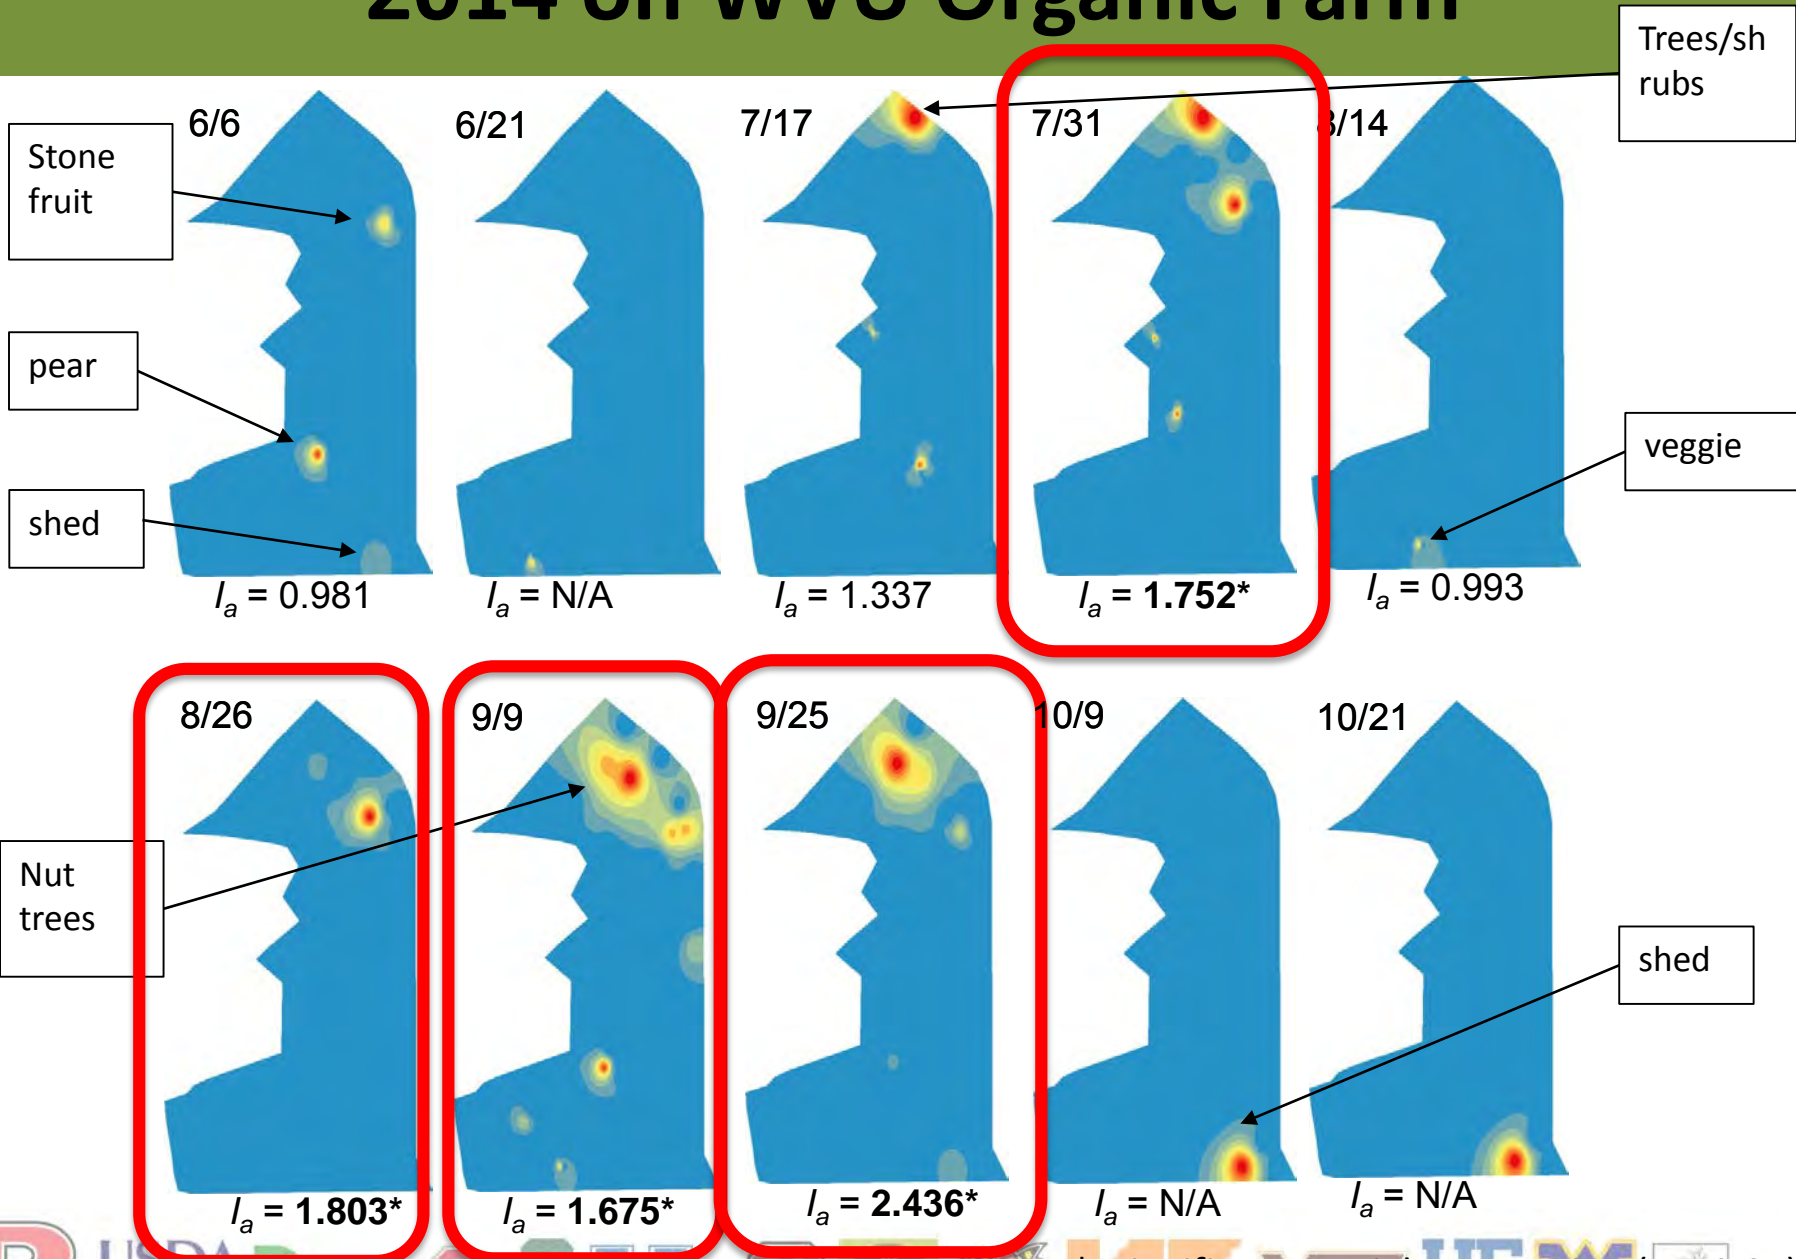 2014 on WVU Organic Farm
Trees/sh
rubs
6/6
6/21
7/17
7/31
8/14
Stone
fruit
pear
shed
veggie
Ia = 0.981
Ia = N/A
Ia = 1.337
Ia = 1.752*
Ia = 0.993
8/26
9/9
9/25
10/9
10/21
Nut
trees
shed
Ia = 1.803*
Ia = 1.675*
Ia = 2.436*
Ia = N/A
Ia = N/A
USDA